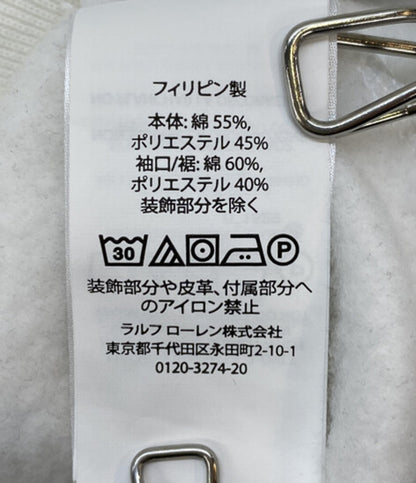 フィリピン製
本体: 綿 55%,
ポリエステル 45%
袖口/裾: 綿 60%,
ポリエステル 40%
装飾部分を除く
30 P
装飾部分や皮革、付属部分へ
のアイロン禁止
ラルフ ローレン株式会社
東京都千代田区永田町2-10-1
0120-3274-20